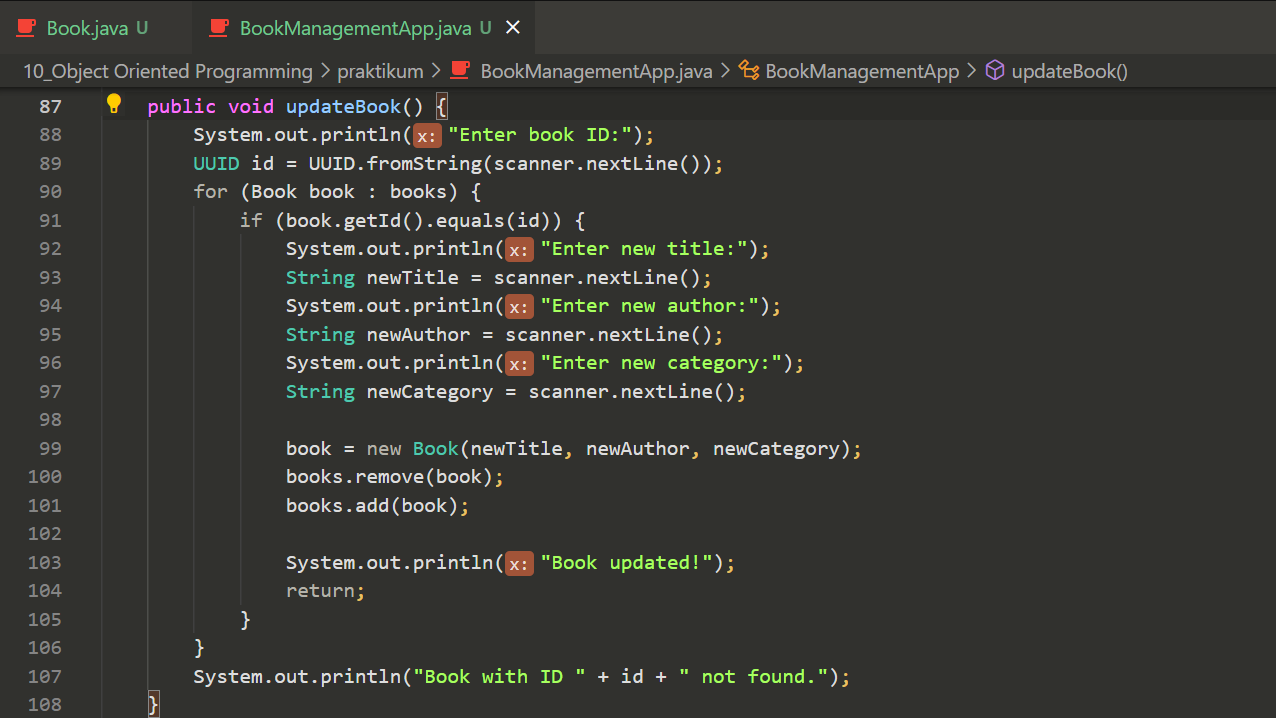 Book.java U BookManagementApp.java U
10_Object Oriented Programming > praktikum > BookManagementApp.java > BookManagementApp > updateBook()
87 public void updateBook() {
88 System.out.println(x: "Enter book ID:");
89 UUID id = UUID.fromString(scanner.nextLine());
90 for (Book book : books) {
91 if (book.getId().equals(id)) {
92 System.out.println(x: "Enter new title:");
93 String newTitle = scanner.nextLine();
94 System.out.println(x: "Enter new author:");
95 String newAuthor = scanner.nextLine();
96 System.out.println(x: "Enter new category:");
97 String newCategory = scanner.nextLine();
98
99 book = new Book(newTitle, newAuthor, newCategory);
100 books.remove(book);
101 books.add(book);
102
103 System.out.println(x: "Book updated!");
104 return;
105 }
106 }
107 System.out.println("Book with ID " + id + " not found.");
108 }